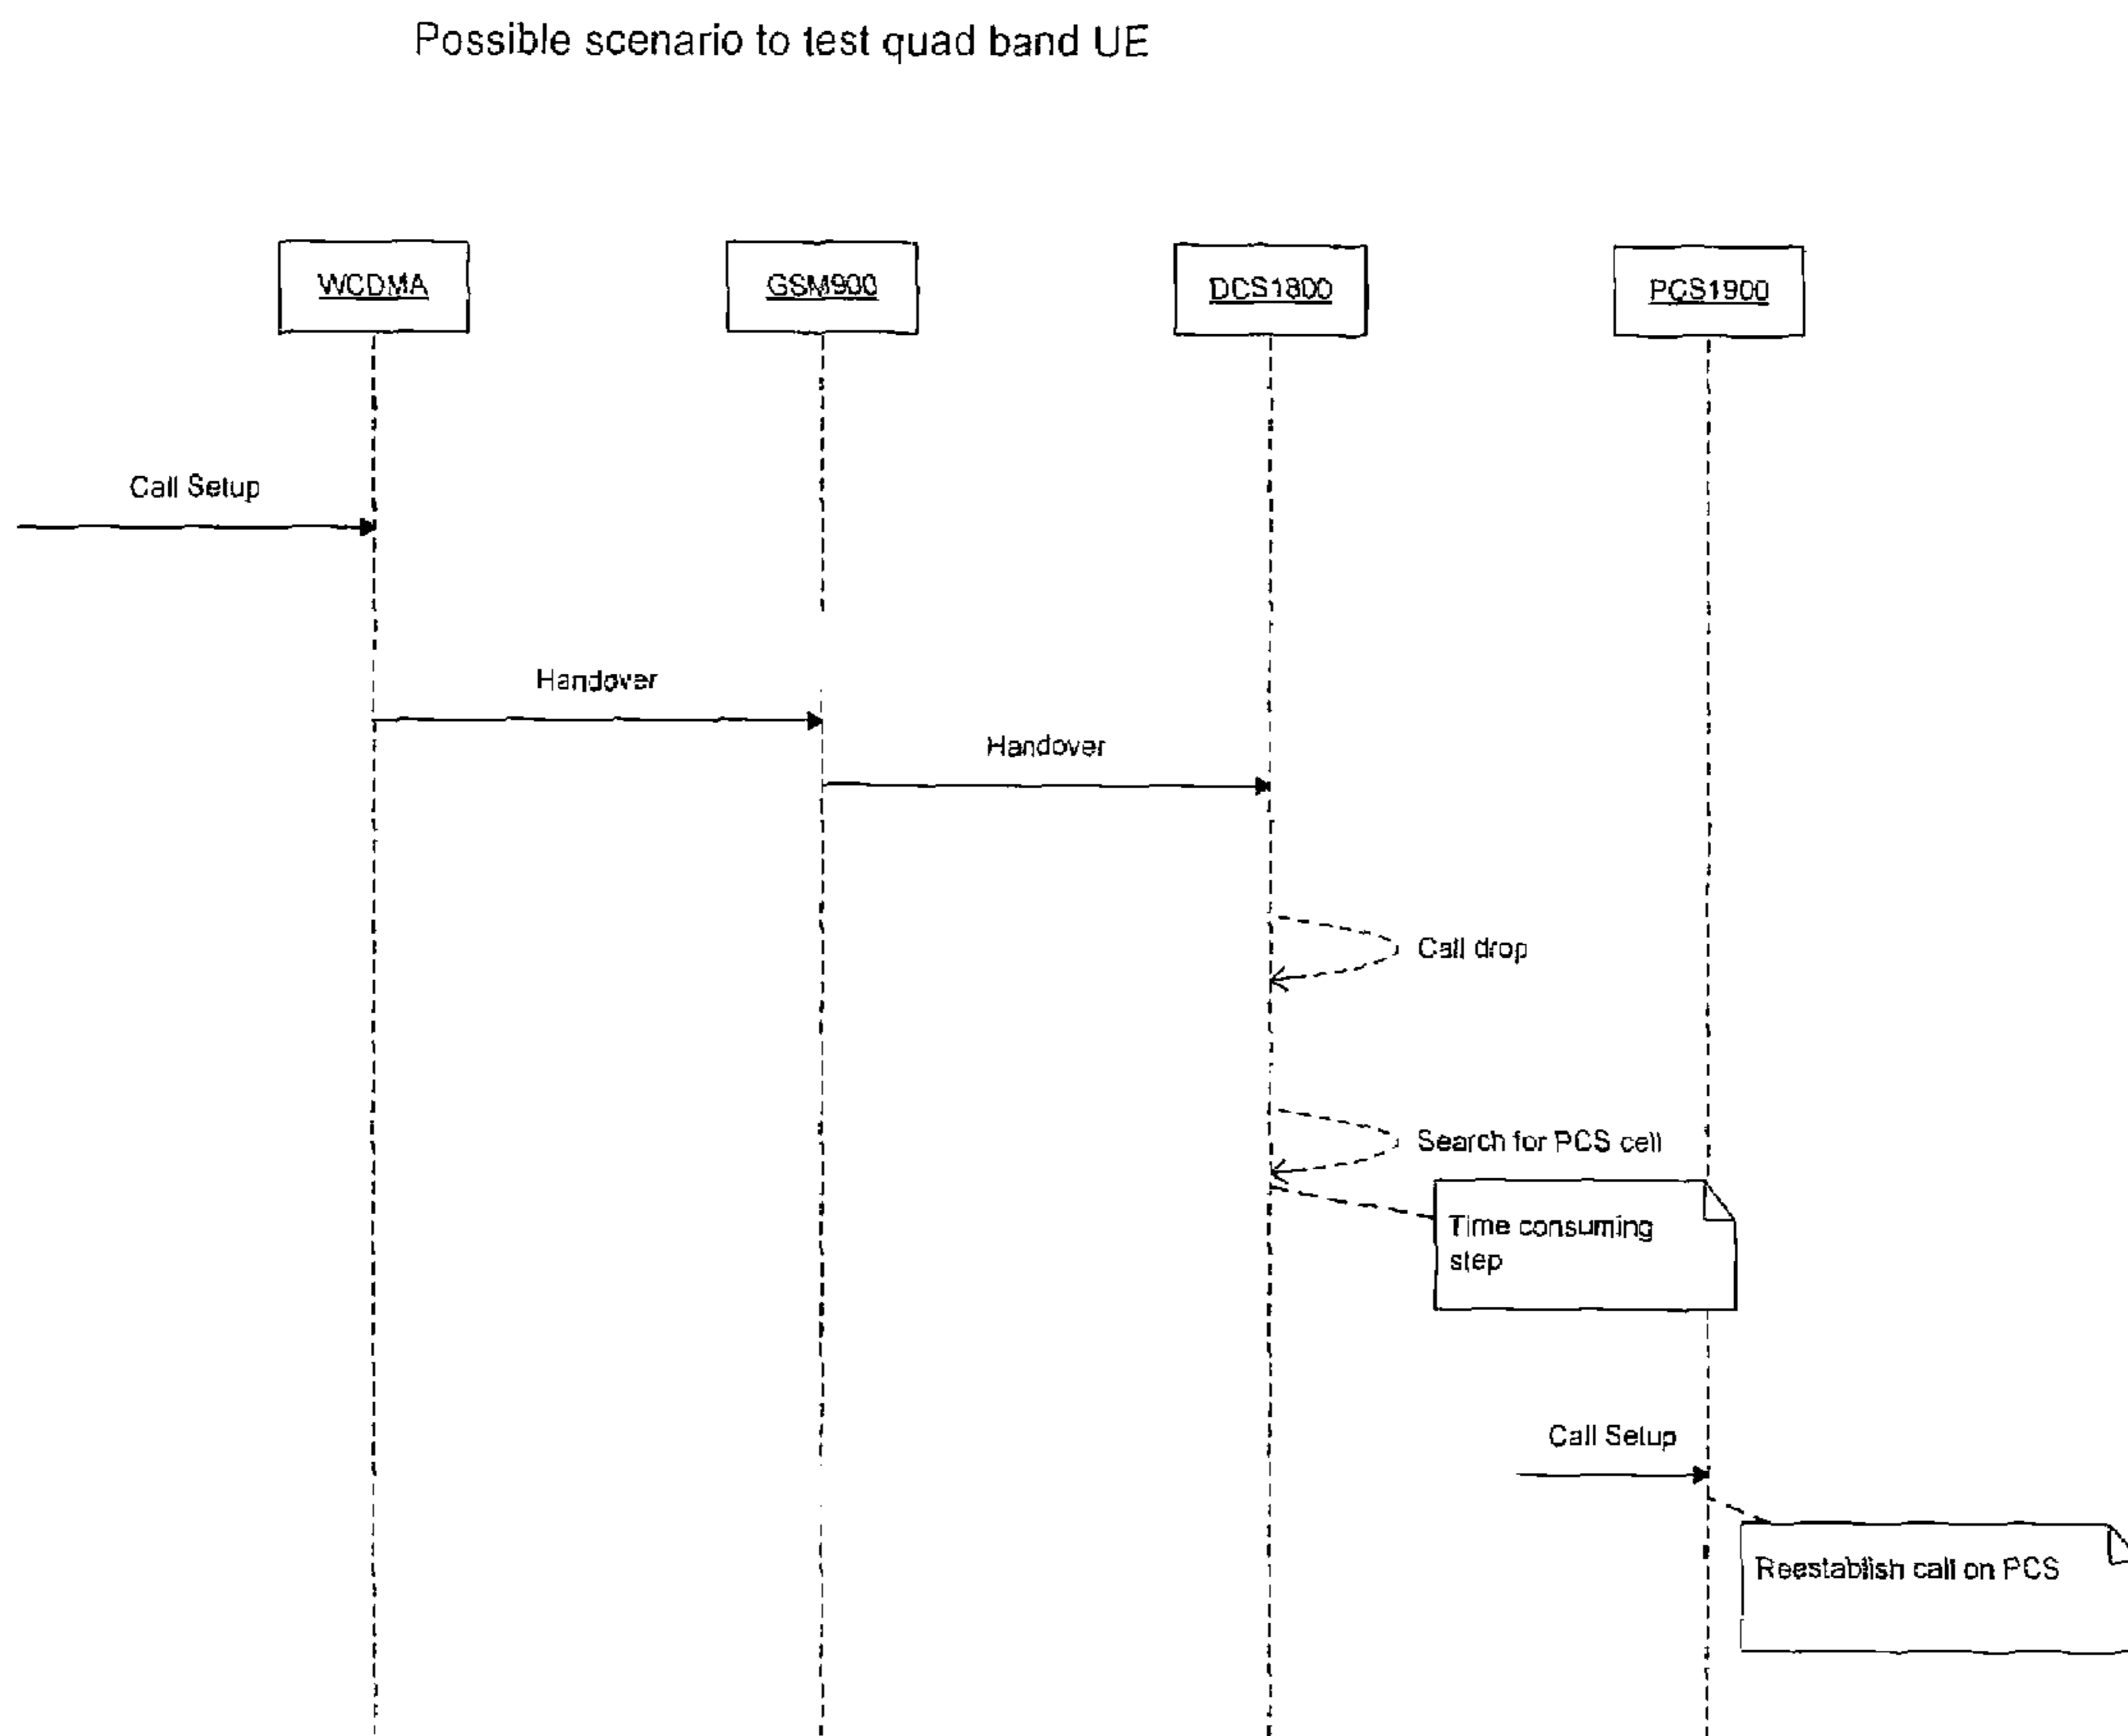 Possible scenario to test quad band UE
WCDMA
GSM900
DCS1800
PCS1900
Call Setup
Handover
Handover
Call drop
Search for PCS cell
Time consuming
step
Call Setup
Reestablish call on PCS